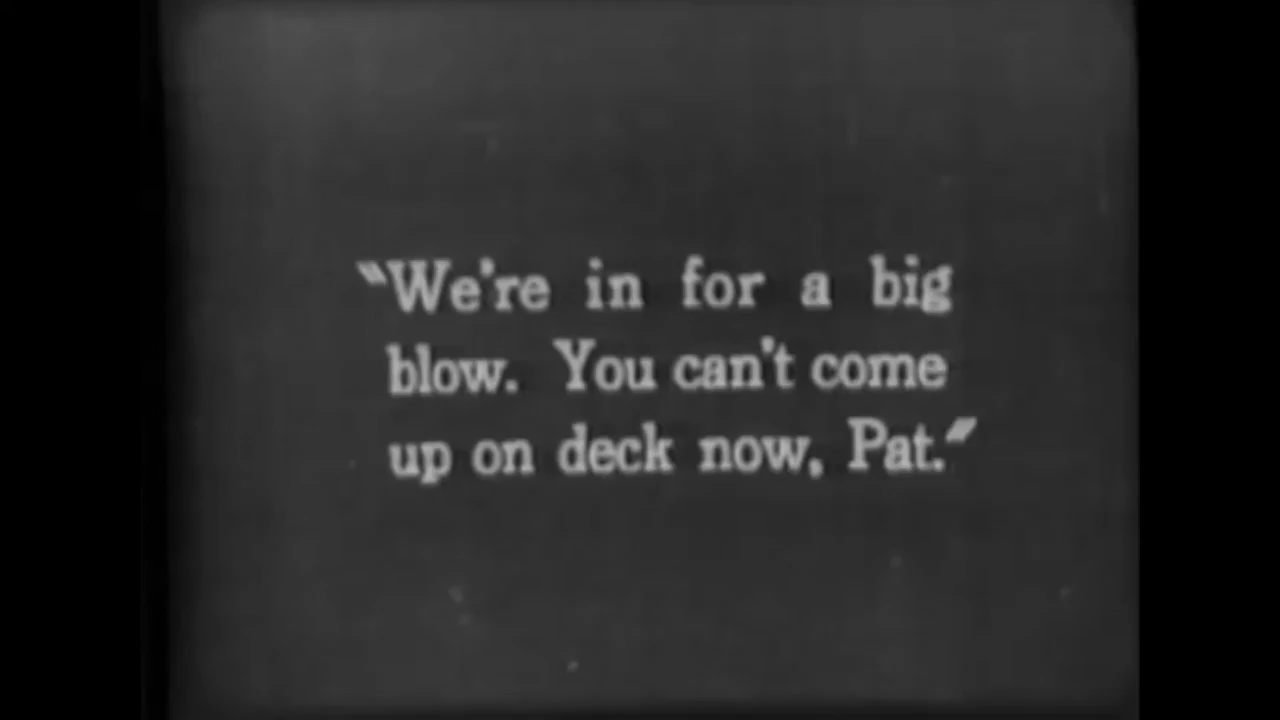 "We're in for a big
blow. You can't come
up on deck now, Pat."